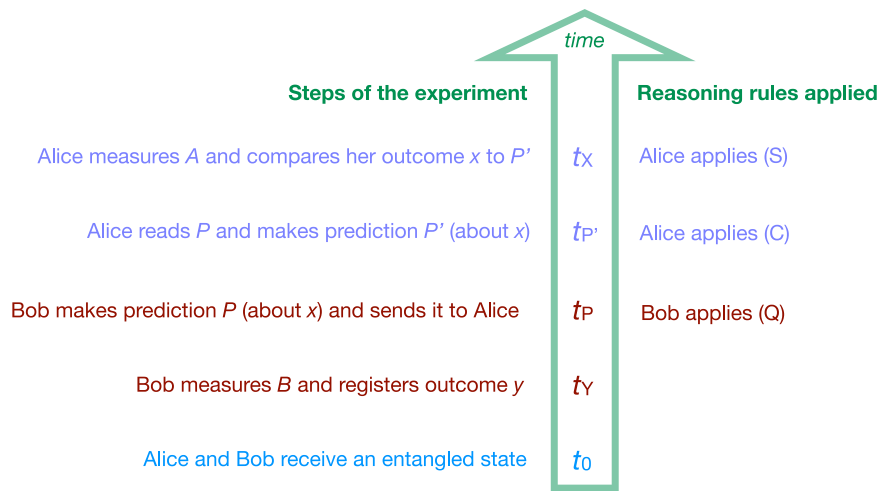 time
Steps of the experiment
Reasoning rules applied
Alice measures A and compares her outcome x to P’
tX
Alice applies (S)
Alice reads P and makes prediction P’ (about x)
tP’
Alice applies (C)
Bob makes prediction P (about x) and sends it to Alice
tP
Bob applies (Q)
Bob measures B and registers outcome y
tY
Alice and Bob receive an entangled state
t0